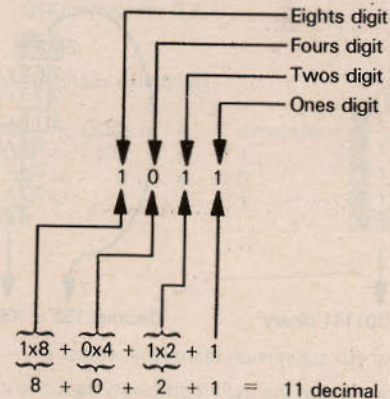 Eights digit
Fours digit
Twos digit
Ones digit
1 0 1 1
1x8 + 0x4 + 1x2 + 1
8 + 0 + 2 + 1 = 11 decimal